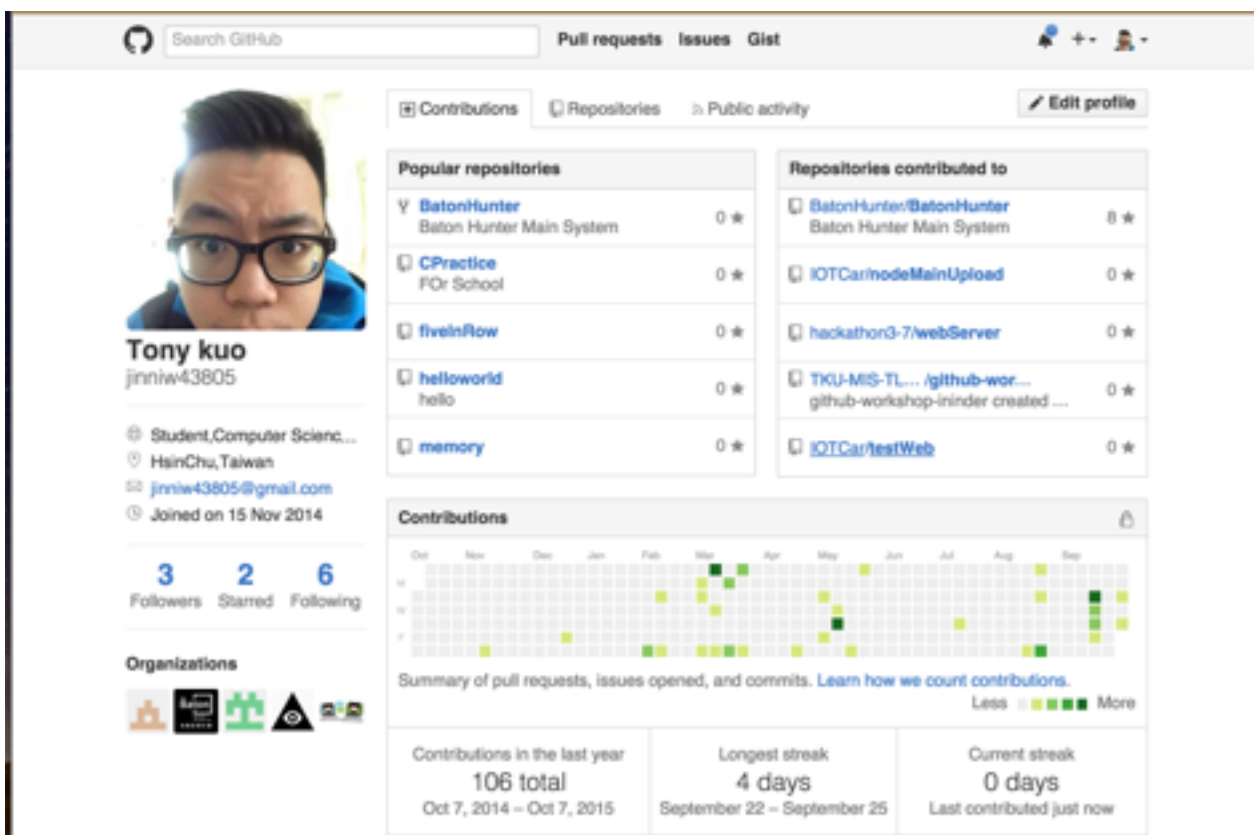 Search GitHub
Pull requests Issues Gist
Contributions Repositories Public activity
Edit profile
Tony kuo
jinniw43805
Student,Computer Scienc...
HsinChu,Taiwan
jinniw43805@gmail.com
Joined on 15 Nov 2014
3 2 6
Followers Starred Following
Organizations
Baton
Popular repositories
BatonHunter
Baton Hunter Main System
0
CPractice
FOr School
0
fiveInRow
0
helloworld
hello
0
memory
0
Repositories contributed to
BatonHunter/BatonHunter
Baton Hunter Main System
8
IOTCar/nodeMainUpload
0
hackathon3-7/webServer
0
TKU-MIS-TL... /github-wor...
github-workshop-ininder created ...
0
IOTCar/testWeb
0
Contributions
Oct Nov Dec Jan Feb Mar Apr May Jun Jul Aug Sep
M
W
F
Summary of pull requests, issues opened, and commits. Learn how we count contributions.
Less More
Contributions in the last year
106 total
Oct 7, 2014 – Oct 7, 2015
Longest streak
4 days
September 22 – September 25
Current streak
0 days
Last contributed just now